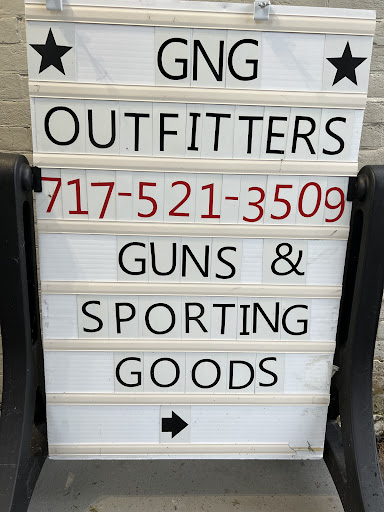 GNG
OUTFITTERS
717-521-3509
GUNS &
SPORTING
GOODS